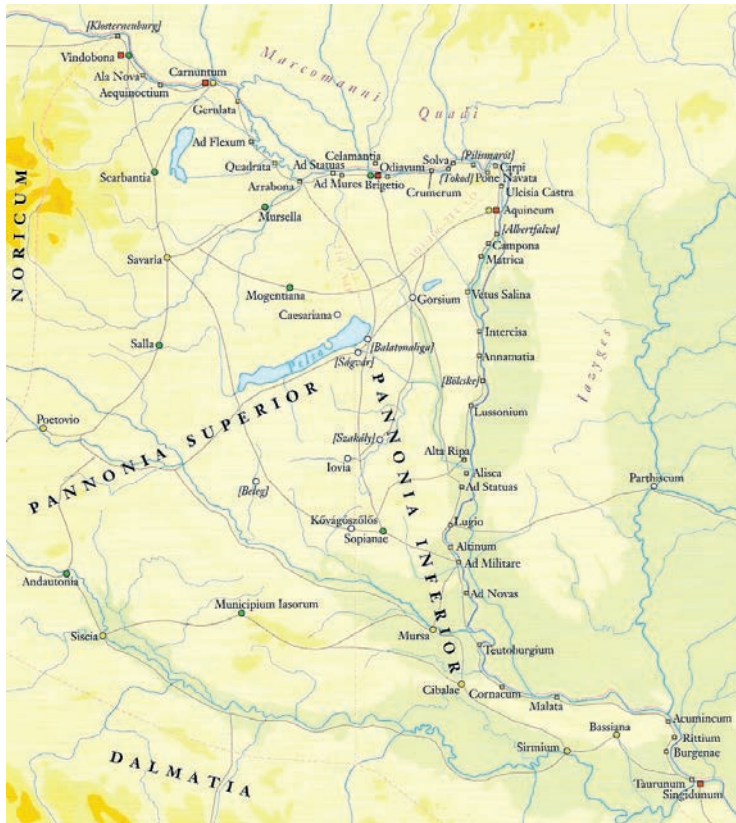 [Klosterneuburg]
Vindobona
Ala Nova
Aequinoctium
Carnuntum
Gerulata
Marcomanni
Quadi
Ad Flexum
Quadrata
Arrabona
Ad Statuas
Ad Mures
Celamantia
Brigetio
Odiavum
Crumerum
Solva
[Tokod]
[Pilismarót]
Pone Navata
Cirpi
Ulcisia Castra
Aquincum
[Albertfalva]
Campona
Matrica
Scarbantia
Mursella
NORICUM
Savaria
Mogentiana
Caesariana
Gorsium
Vetus Salina
Intercisa
Salla
Pelso
[Balatonaliga]
[Ságvár]
Annamatia
[Bölcske]
Iazyges
Lussonium
Poetovio
PANNONIA SUPERIOR
PANNONIA INFERIOR
[Szakály]
Iovia
Alta Ripa
Alisca
Ad Statuas
Parthiscum
[Beleg]
Kővágószőlős
Sopianae
Lugio
Altinum
Ad Militare
Andautonia
Ad Novas
Municipium Iasorum
Siscia
Mursa
Teutoburgium
Cibalae
Cornacum
Malata
Acumincum
Bassiana
Rittium
Sirmium
Burgenae
DALMATIA
Taurunum
Singidunum